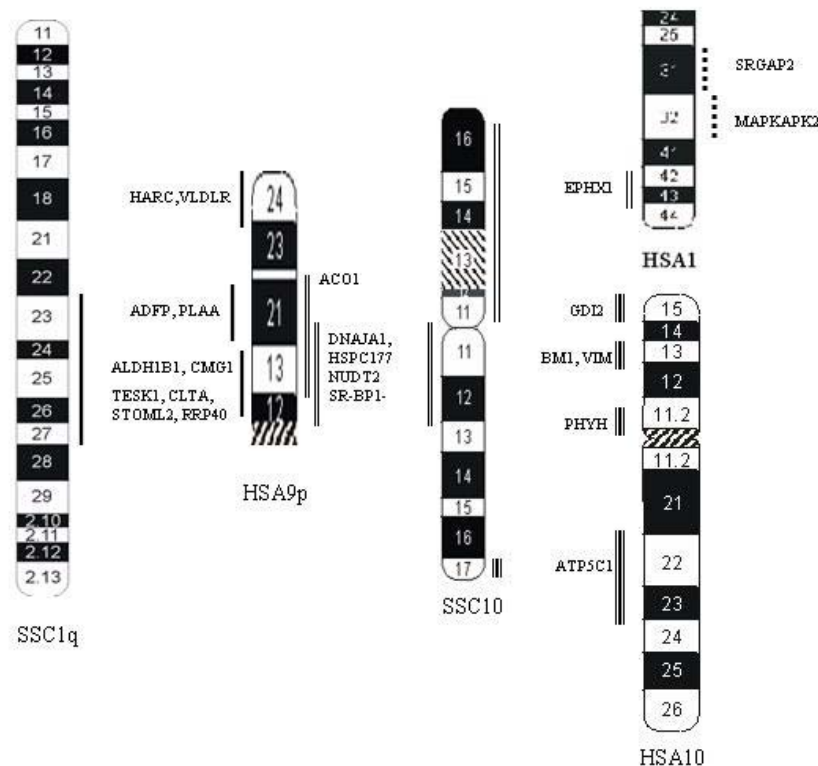 11
12
13
14
15
16
17
18
21
22
23
24
25
26
27
28
29
2.10
2.11
2.12
2.13
SSC1q
HARC,VLDLR
ADFP,PLAA
ALDH1B1, CMG1
TESK1, CLTA,
STOML2, RRP40
24
23
21
13
12
HSA9p
ACO1
DNAJA1,
HSPC177
NUDT2
SR-BP1-
16
15
14
13
11
11
12
13
14
15
16
17
SSC10
24
25
31
32
41
42
43
44
SRGAP2
MAPKAPK2
EPHX1
HSA1
GDI2
BM1, VIM
PHYH
ATP5C1
15
14
13
12
11.2
11.2
21
22
23
24
25
26
HSA10